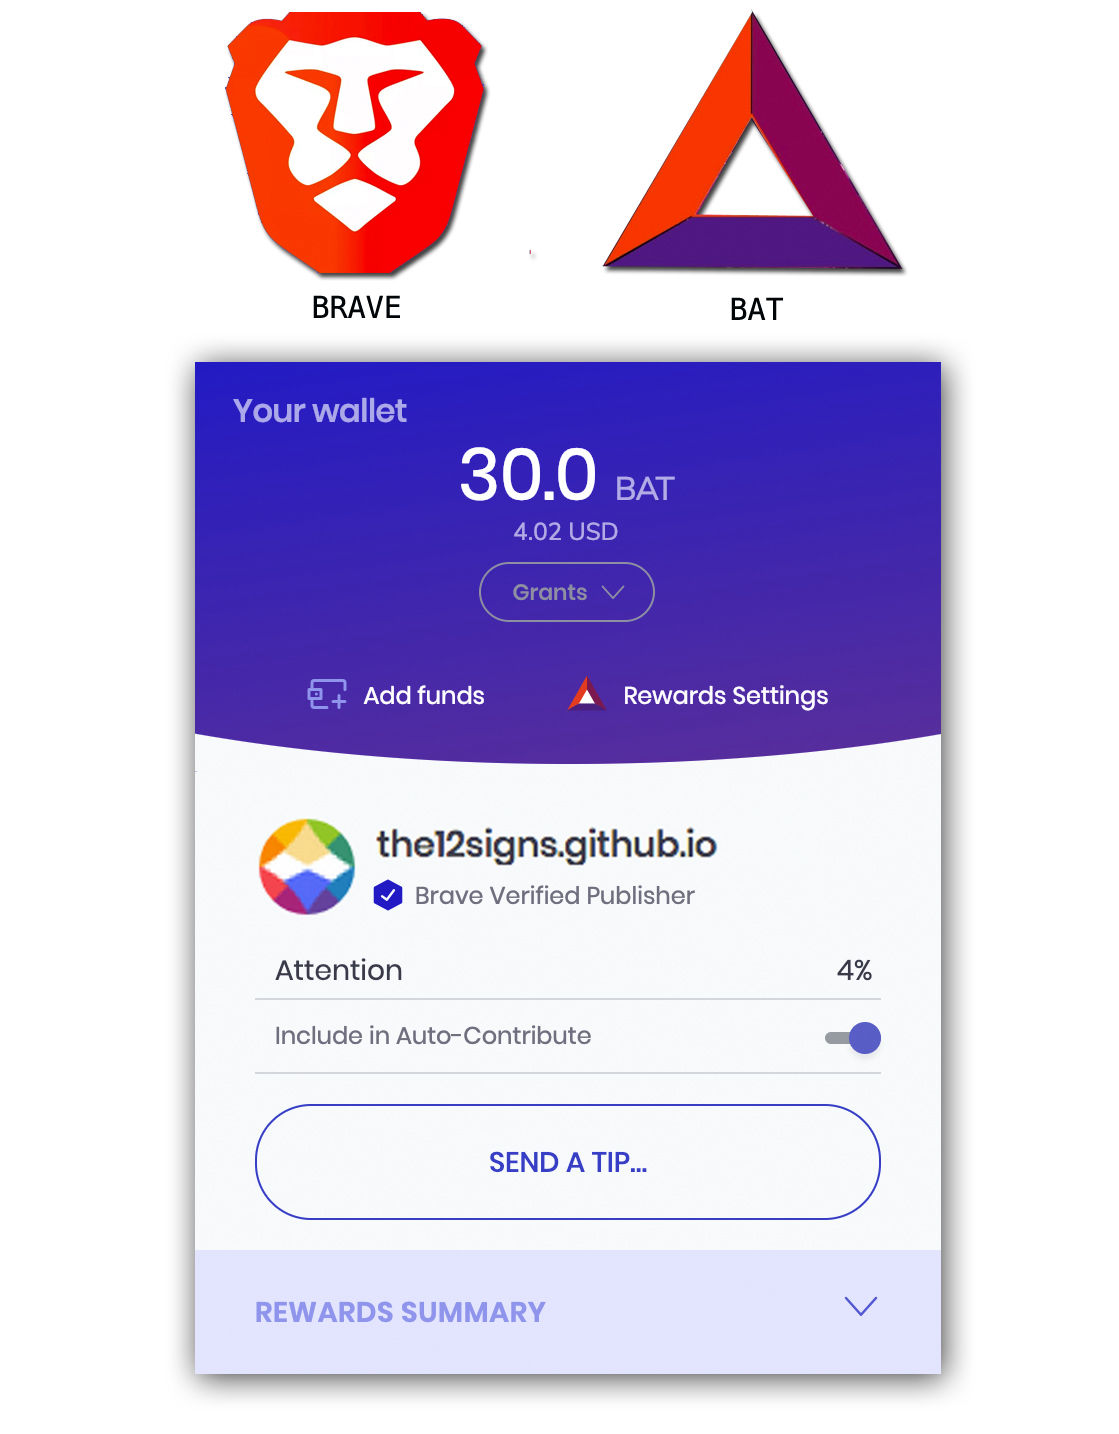 BRAVE
BAT
Your wallet
30.0 BAT
4.02 USD
Grants
Add funds
Rewards Settings
the12signs.github.io
Brave Verified Publisher
Attention 4%
Include in Auto-Contribute
SEND A TIP...
REWARDS SUMMARY